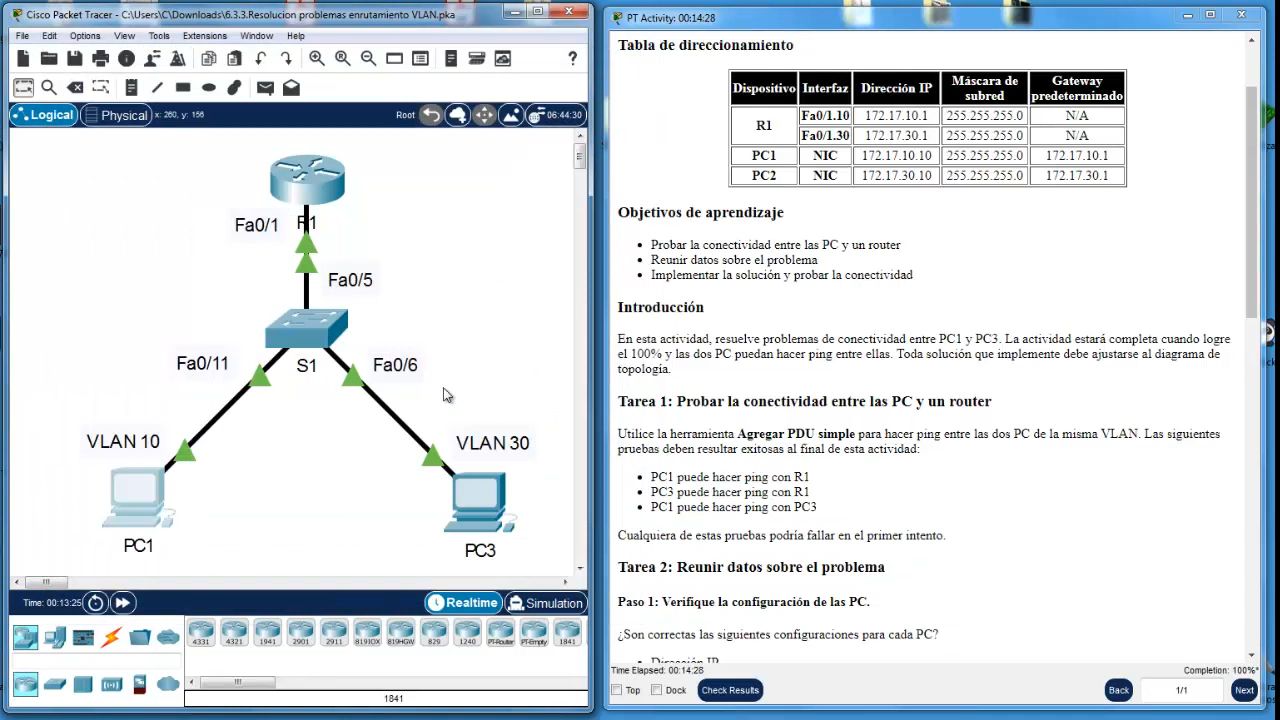 Cisco Packet Tracer - C:\Users\C\Downloads\6.3.3.Resolucion problemas enrutamiento VLAN.pka
File Edit Options View Tools Extensions Window Help
Logical Physical x: 260, y: 156 Root 06:44:30
Fa0/1 R1
Fa0/5
Fa0/11 S1 Fa0/6
VLAN 10 VLAN 30
PC1 PC3
Time: 00:13:25 Realtime Simulation
4331 4321 1941 2901 2911 819IOX 819HGW 829 1240 PT-Router PT-Empty 1841
1841
PT Activity: 00:14:28
Tabla de direccionamiento
Dispositivo Interfaz Dirección IP Máscara de subred Gateway predeterminado
R1 Fa0/1.10 172.17.10.1 255.255.255.0 N/A
Fa0/1.30 172.17.30.1 255.255.255.0 N/A
PC1 NIC 172.17.10.10 255.255.255.0 172.17.10.1
PC2 NIC 172.17.30.10 255.255.255.0 172.17.30.1
Objetivos de aprendizaje
Probar la conectividad entre las PC y un router
Reunir datos sobre el problema
Implementar la solución y probar la conectividad
Introducción
En esta actividad, resuelve problemas de conectividad entre PC1 y PC3. La actividad estará completa cuando logre
el 100% y las dos PC puedan hacer ping entre ellas. Toda solución que implemente debe ajustarse al diagrama de
topología.
Tarea 1: Probar la conectividad entre las PC y un router
Utilice la herramienta Agregar PDU simple para hacer ping entre las dos PC de la misma VLAN. Las siguientes
pruebas deben resultar exitosas al final de esta actividad:
PC1 puede hacer ping con R1
PC3 puede hacer ping con R1
PC1 puede hacer ping con PC3
Cualquiera de estas pruebas podría fallar en el primer intento.
Tarea 2: Reunir datos sobre el problema
Paso 1: Verifique la configuración de las PC.
¿Son correctas las siguientes configuraciones para cada PC?
Dirección IP
Time Elapsed: 00:14:28 Completion: 100%*
Top Dock Check Results Back 1/1 Next